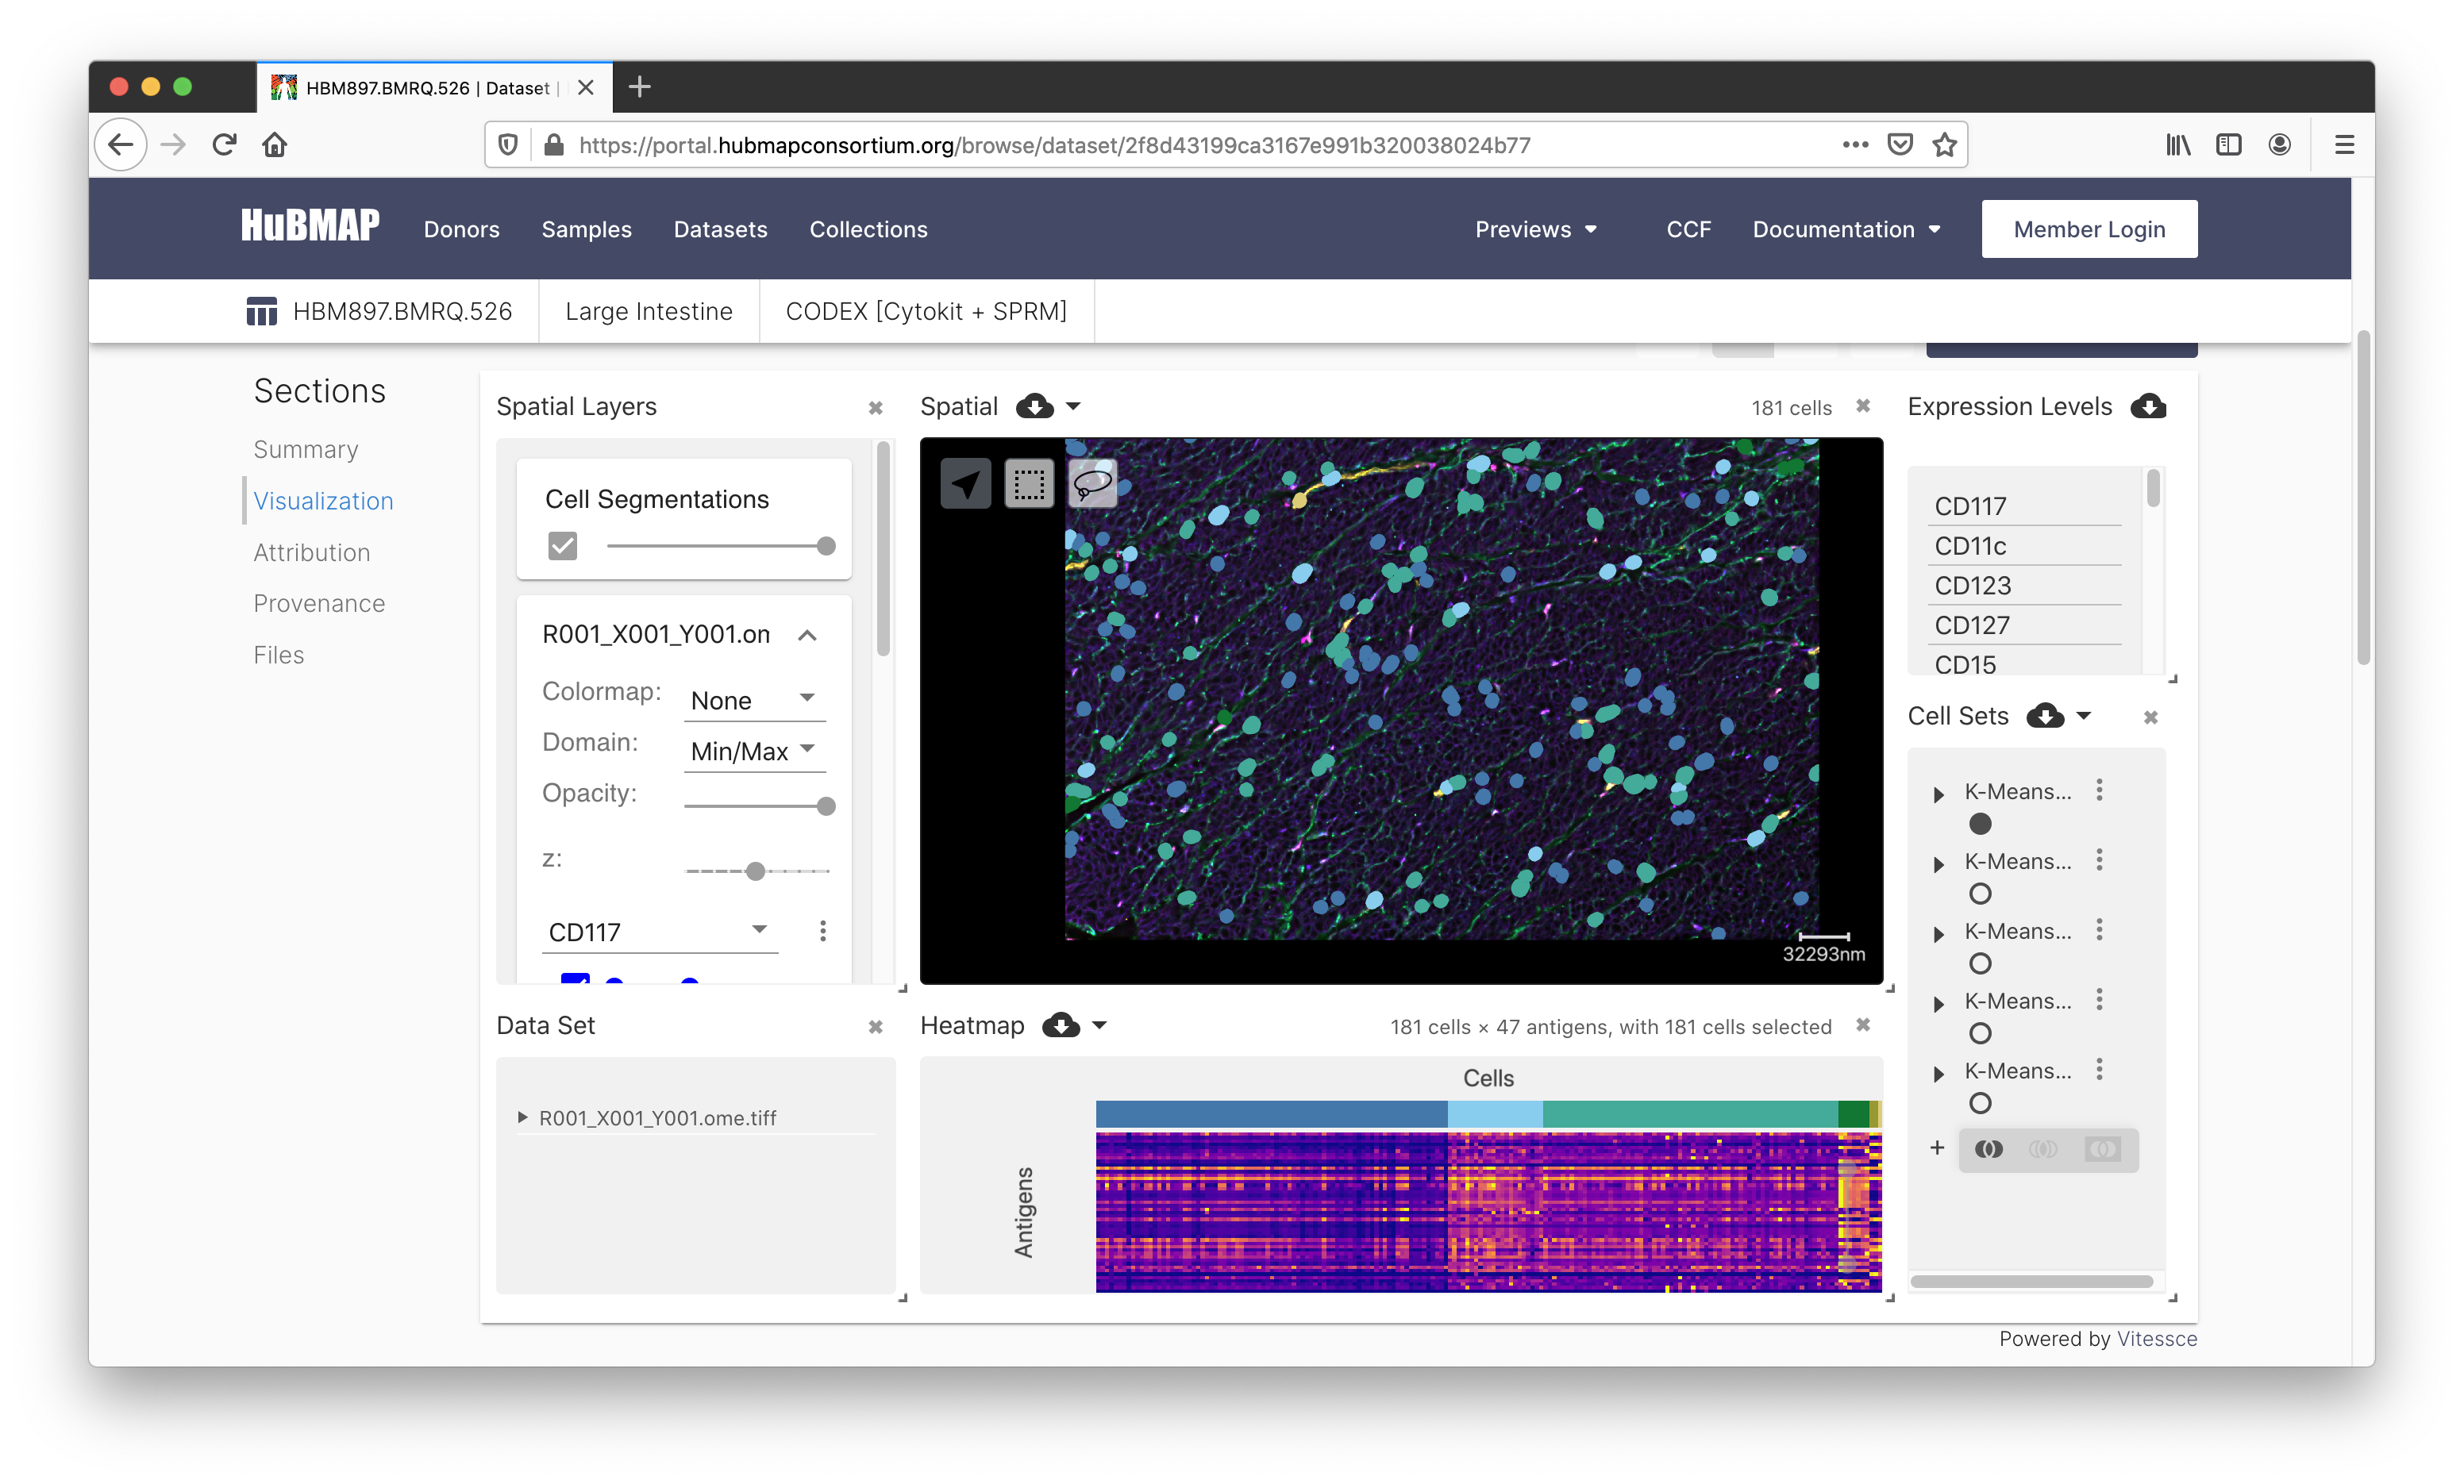 HBM897.BMRQ.526 | Dataset |
https://portal.hubmapconsortium.org/browse/dataset/2f8d43199ca3167e991b320038024b77
HuBMAP Donors Samples Datasets Collections Previews CCF Documentation Member Login
HBM897.BMRQ.526 Large Intestine CODEX [Cytokit + SPRM]
Sections
Summary
Visualization
Attribution
Provenance
Files
Spatial Layers
Cell Segmentations
R001_X001_Y001.om
Colormap: None
Domain: Min/Max
Opacity:
z:
CD117
Data Set
R001_X001_Y001.ome.tiff
Spatial 181 cells
32293nm
Heatmap 181 cells × 47 antigens, with 181 cells selected
Cells
Antigens
Expression Levels
CD117
CD11c
CD123
CD127
CD15
Cell Sets
K-Means...
K-Means...
K-Means...
K-Means...
K-Means...
+
Powered by Vitessce